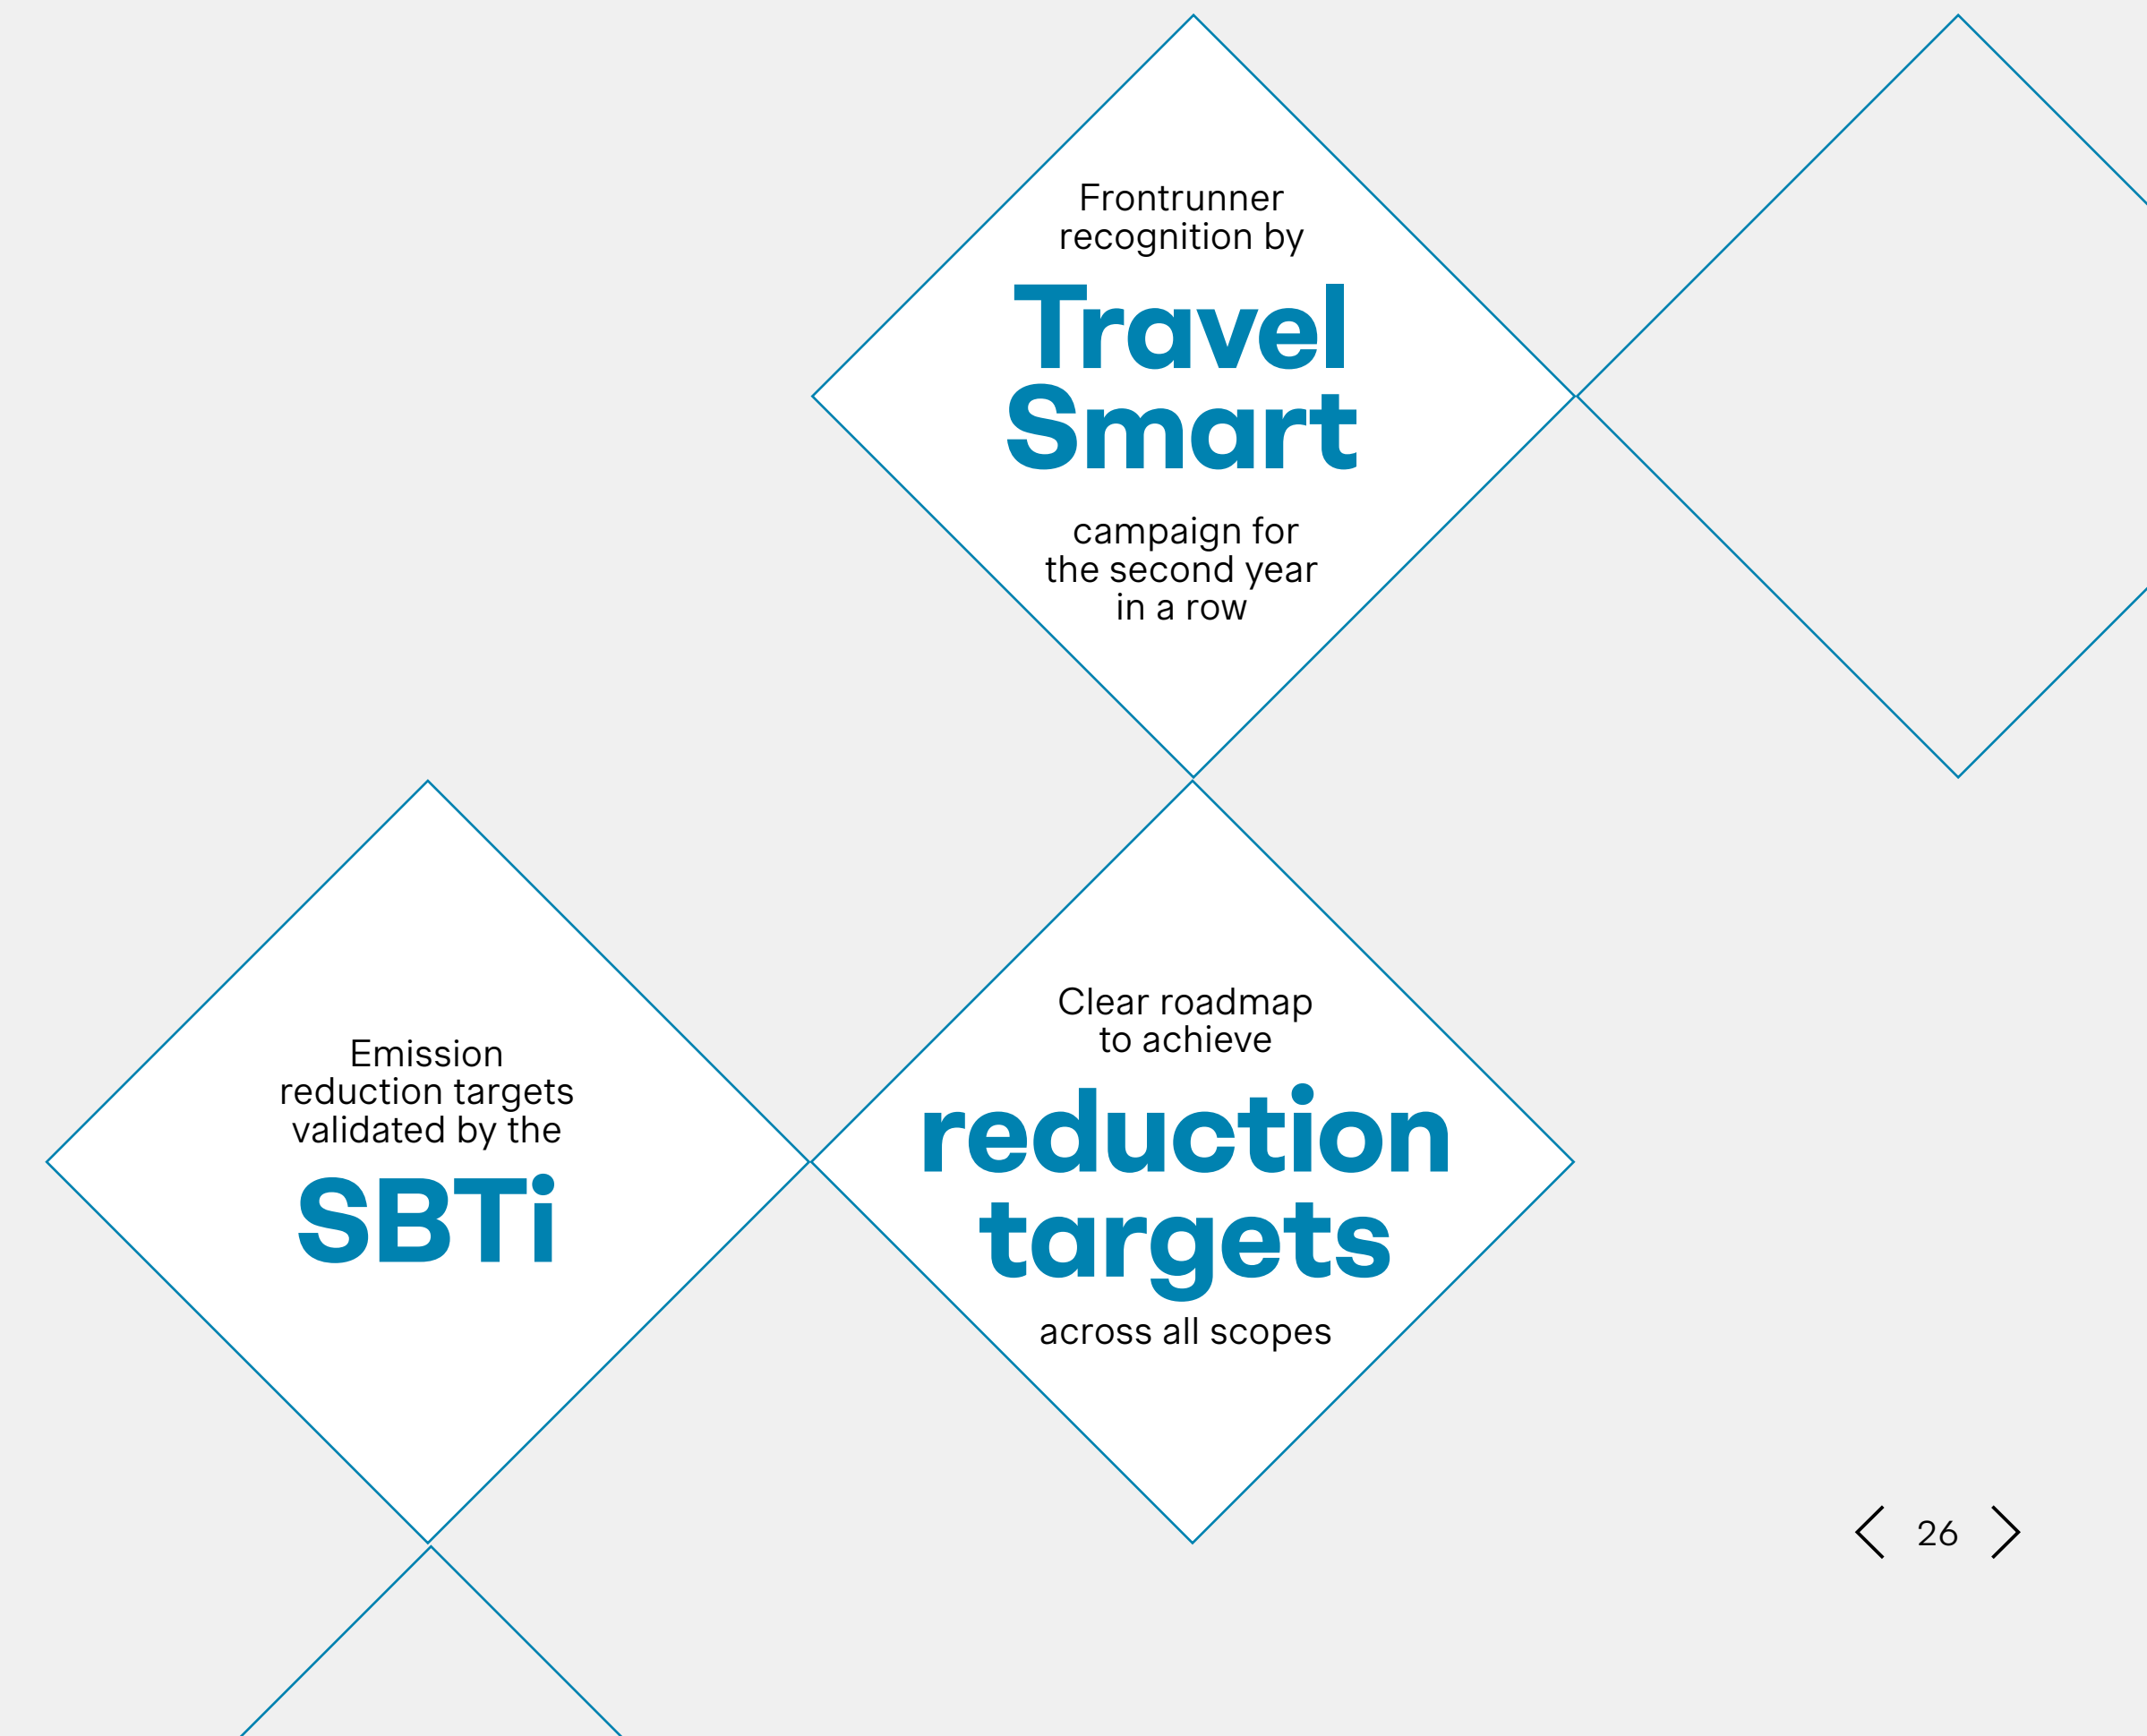 Frontrunner
recognition by
Travel
Smart
campaign for
the second year
in a row
Emission
reduction targets
validated by the
SBTi
Clear roadmap
to achieve
reduction
targets
across all scopes
26